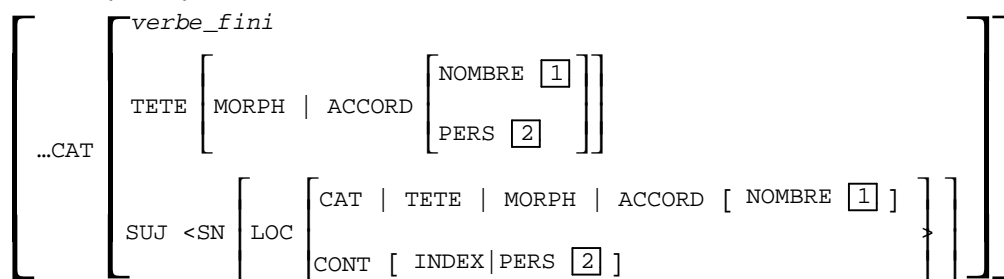 verbe_fini
NOMBRE 1
TETE MORPH | ACCORD
PERS 2
…CAT
CAT | TETE | MORPH | ACCORD [ NOMBRE 1 ]
SUJ <SN LOC >
CONT [ INDEX|PERS 2 ]